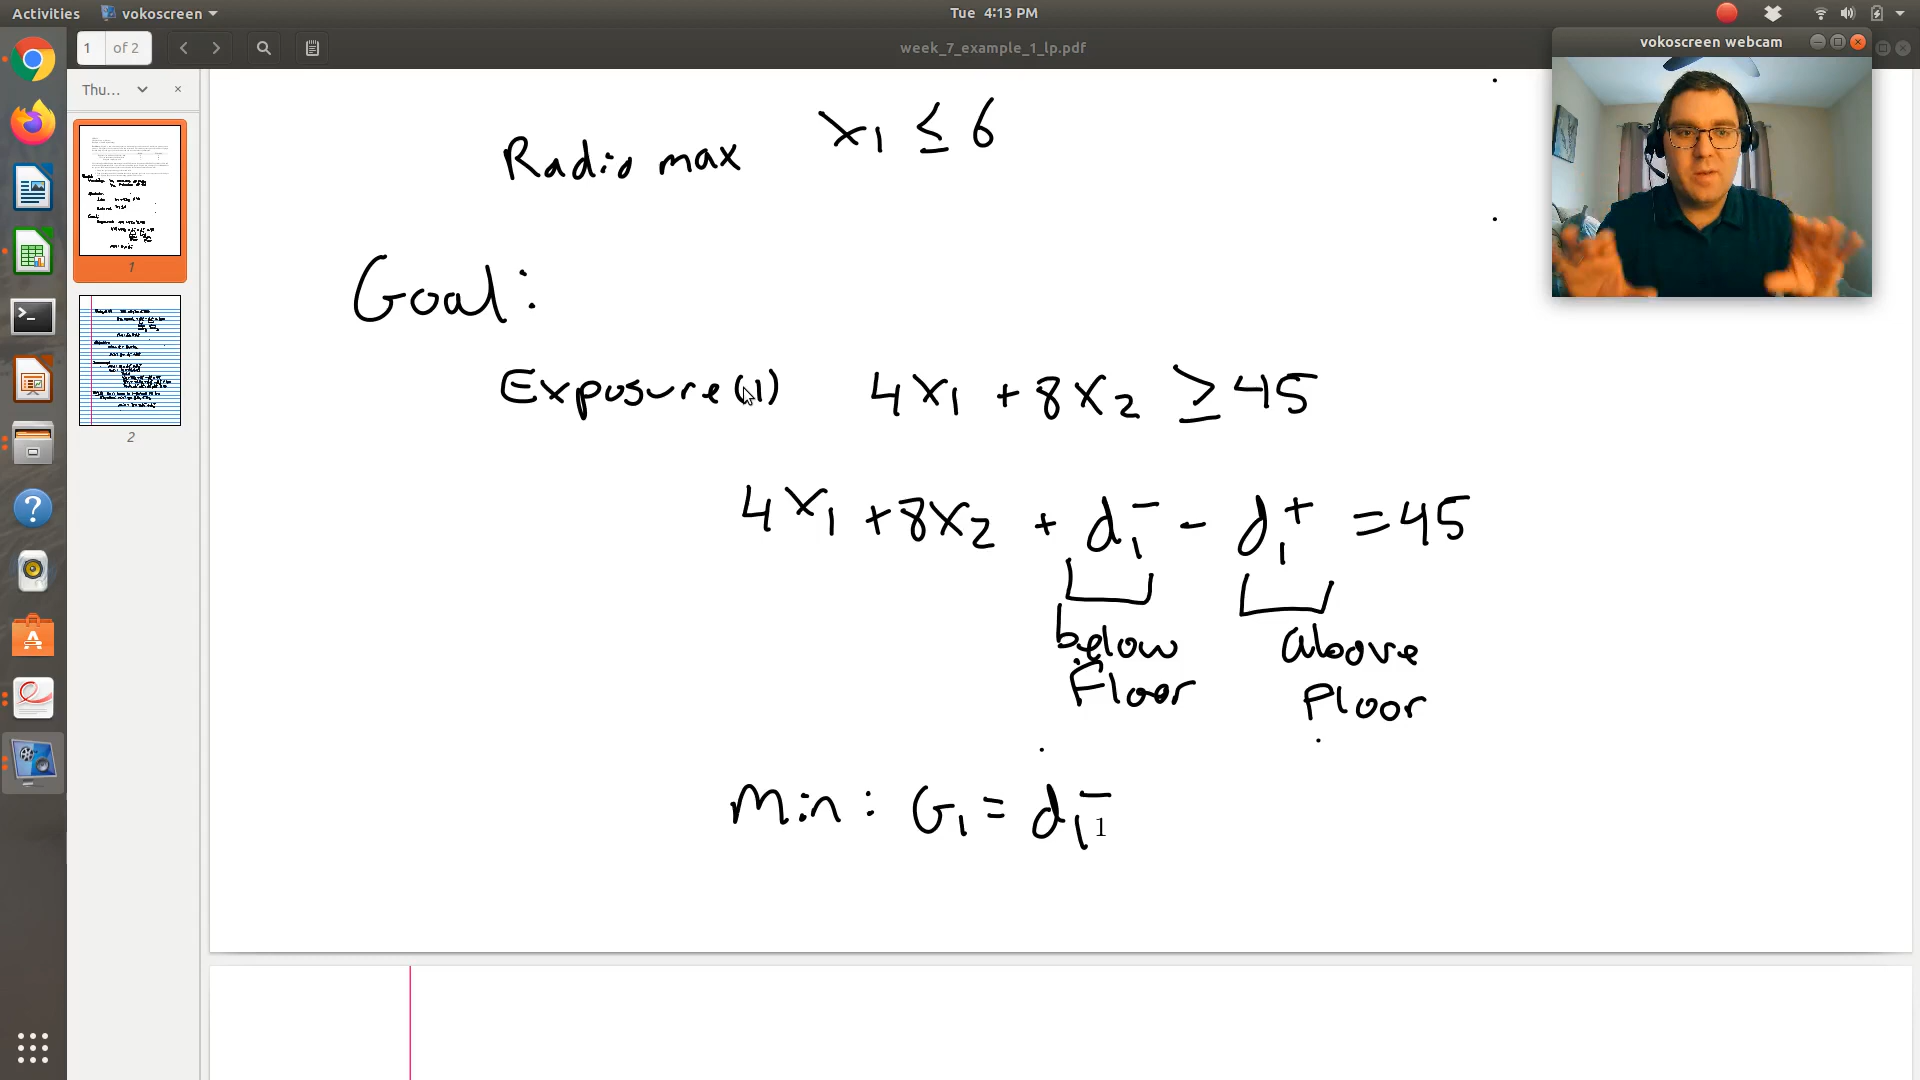 Activities vokoscreen Tue 4:13 PM
1 of 2 week_7_example_1_lp.pdf
vokoscreen webcam
Thu...
1
2
Radio max x₁ ≤ 6
Goal:
Exposure (1) 4x₁ + 8x₂ ≥ 45
4x₁ + 8x₂ + d₁⁻ - d₁⁺ = 45
below above
Floor Floor
Min: G₁ = d₁⁻
1